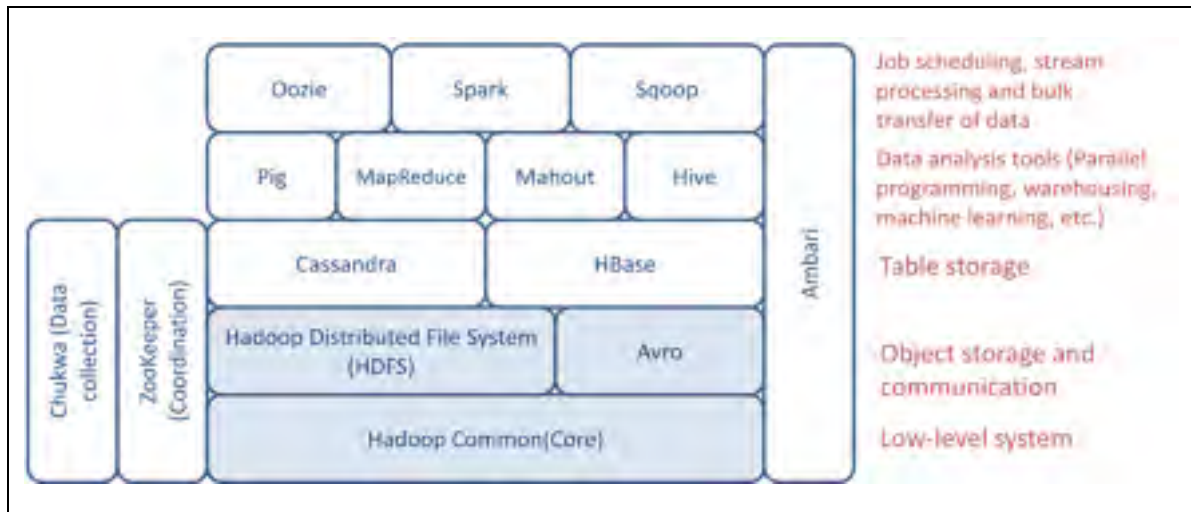 Oozie
Spark
Sqoop
Job scheduling, stream
processing and bulk
transfer of data
Pig
MapReduce
Mahout
Hive
Data analysis tools (Parallel
programming, warehousing,
machine learning, etc.)
Chukwa (Data
collection)
ZooKeeper
(Coordination)
Cassandra
HBase
Ambari
Table storage
Hadoop Distributed File System
(HDFS)
Avro
Object storage and
communication
Hadoop Common(Core)
Low-level system